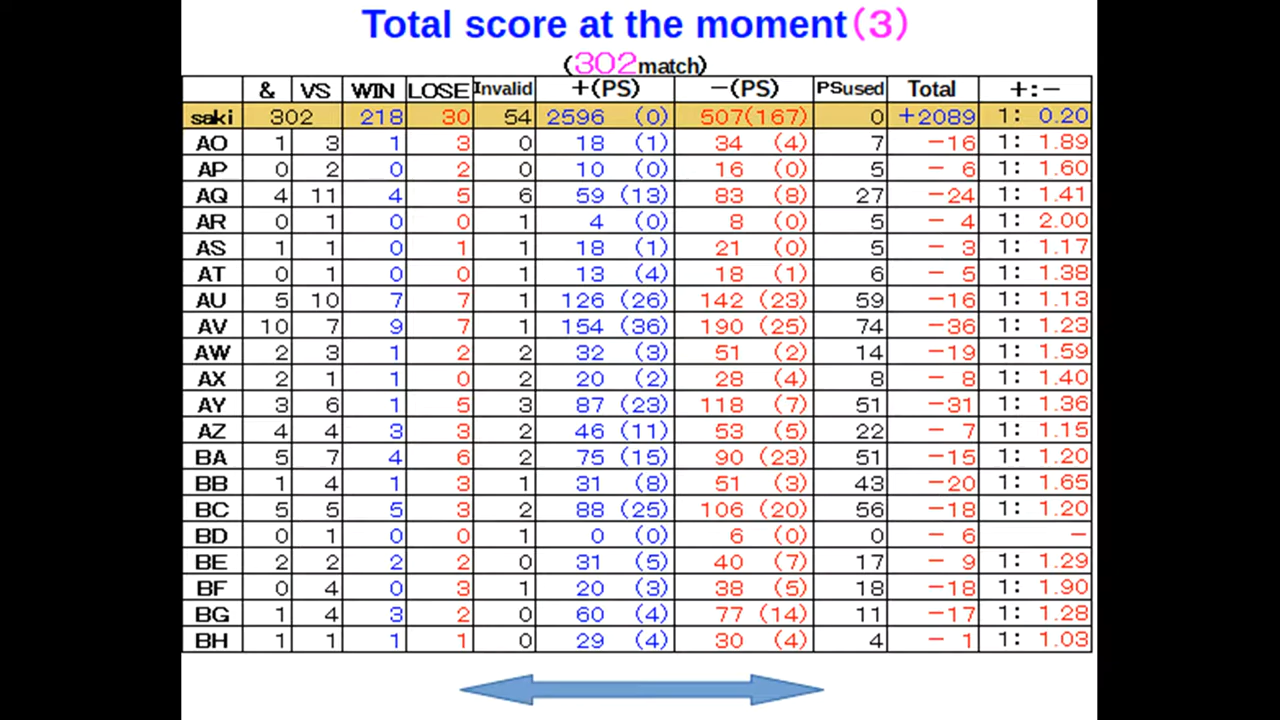 Total score at the moment(3)
(302match)
& VS WIN LOSE Invalid +(PS) −(PS) PSused Total +:−
saki 302 218 30 54 2596 (0) 507(167) 0 +2089 1: 0.20
AO 1 3 1 3 0 18 (1) 34 (4) 7 −16 1: 1.89
AP 0 2 0 2 0 10 (0) 16 (0) 5 − 6 1: 1.60
AQ 4 11 4 5 6 59 (13) 83 (8) 27 −24 1: 1.41
AR 0 1 0 0 1 4 (0) 8 (0) 5 − 4 1: 2.00
AS 1 1 0 1 1 18 (1) 21 (0) 5 − 3 1: 1.17
AT 0 1 0 0 1 13 (4) 18 (1) 6 − 5 1: 1.38
AU 5 10 7 7 1 126 (26) 142 (23) 59 −16 1: 1.13
AV 10 7 9 7 1 154 (36) 190 (25) 74 −36 1: 1.23
AW 2 3 1 2 2 32 (3) 51 (2) 14 −19 1: 1.59
AX 2 1 1 0 2 20 (2) 28 (4) 8 − 8 1: 1.40
AY 3 6 1 5 3 87 (23) 118 (7) 51 −31 1: 1.36
AZ 4 4 3 3 2 46 (11) 53 (5) 22 − 7 1: 1.15
BA 5 7 4 6 2 75 (15) 90 (23) 51 −15 1: 1.20
BB 1 4 1 3 1 31 (8) 51 (3) 43 −20 1: 1.65
BC 5 5 5 3 2 88 (25) 106 (20) 56 −18 1: 1.20
BD 0 1 0 0 1 0 (0) 6 (0) 0 − 6 −
BE 2 2 2 2 0 31 (5) 40 (7) 17 − 9 1: 1.29
BF 0 4 0 3 1 20 (3) 38 (5) 18 −18 1: 1.90
BG 1 4 3 2 0 60 (4) 77 (14) 11 −17 1: 1.28
BH 1 1 1 1 0 29 (4) 30 (4) 4 − 1 1: 1.03